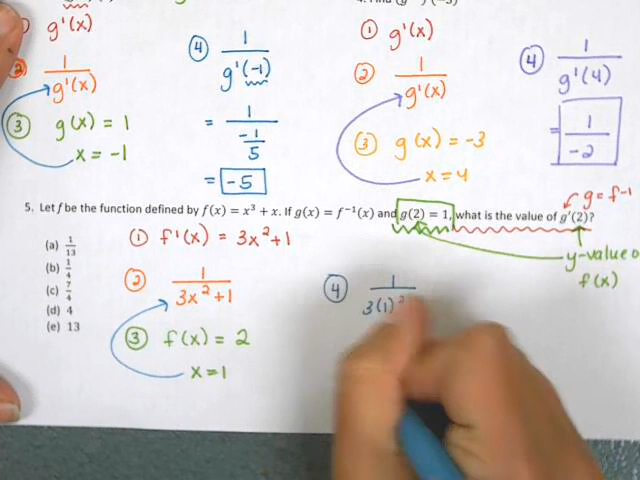 ① g'(x)
② 1/g'(x)
③ g(x) = 1
x = -1
④ 1/g'(-1)
= 1/(-1/5)
= -5
① g'(x)
② 1/g'(x)
③ g(x) = -3
x = 4
④ 1/g'(4)
= 1/-2
g = f⁻¹
5. Let f be the function defined by f(x) = x³ + x. If g(x) = f⁻¹(x) and g(2) = 1, what is the value of g'(2)?
(a) 1/13
(b) 1/4
(c) 7/4
(d) 4
(e) 13
① f'(x) = 3x²+1
② 1/(3x²+1)
③ f(x) = 2
x=1
④ 1/3(1)²
y-value o
f(x)